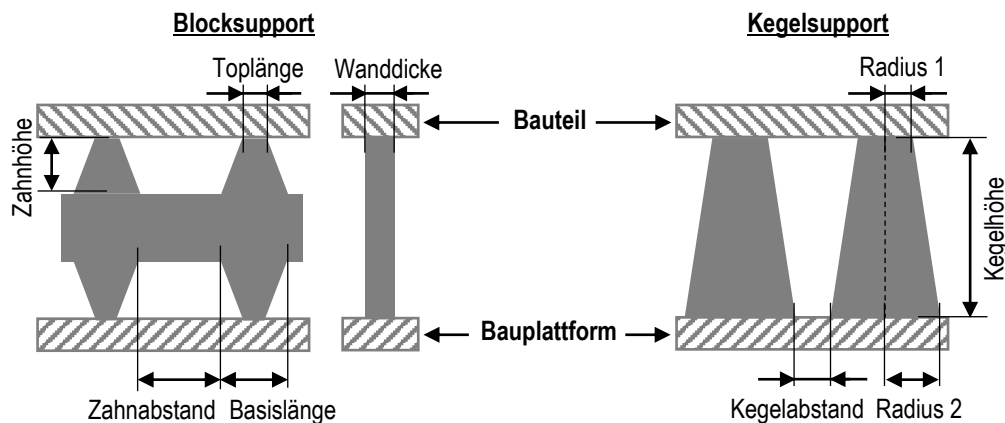 Blocksupport
Kegelsupport
Toplänge
Wanddicke
Radius 1
Bauteil
Zahnhöhe
Kegelhöhe
Bauplattform
Zahnabstand
Basislänge
Kegelabstand
Radius 2